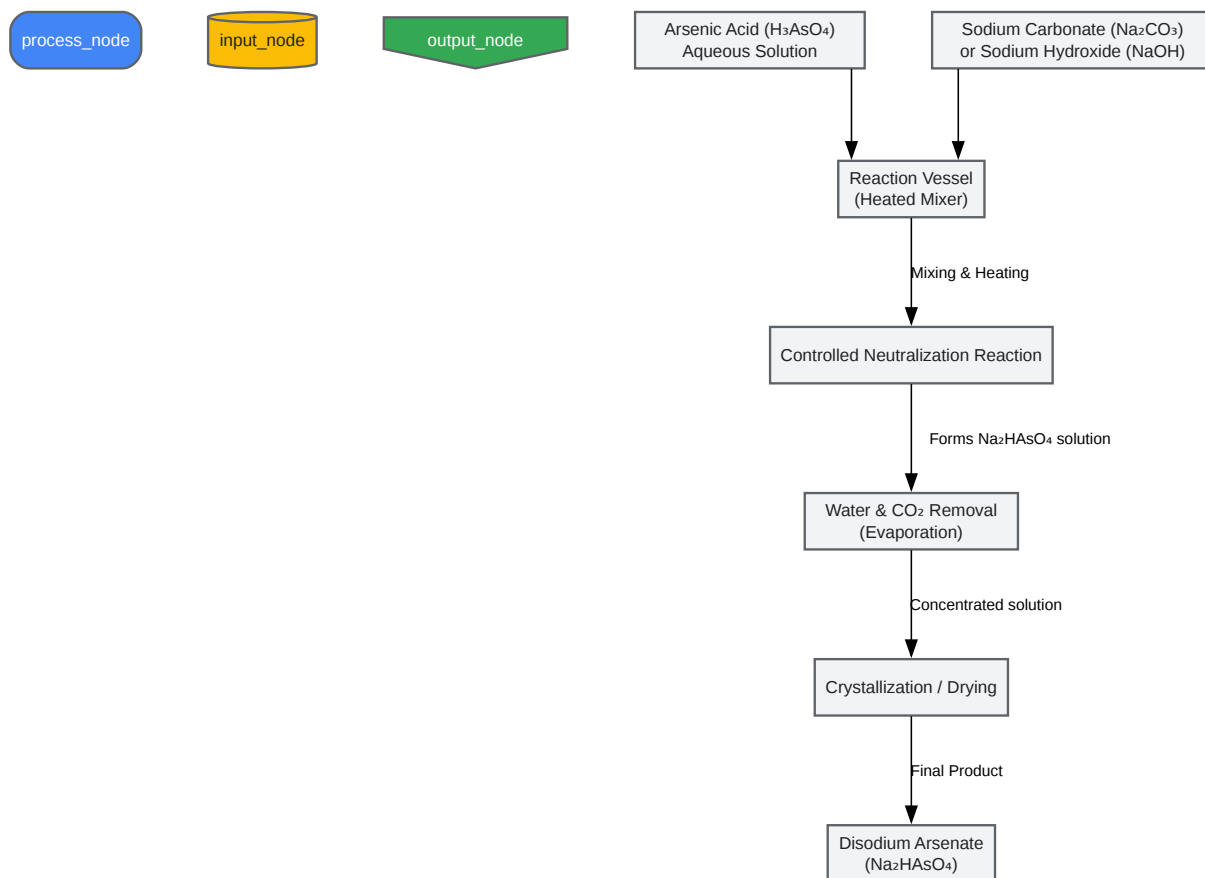 process_node
input_node
output_node
Arsenic Acid (H₃AsO₄)
Aqueous Solution
Sodium Carbonate (Na₂CO₃)
or Sodium Hydroxide (NaOH)
Reaction Vessel
(Heated Mixer)
Mixing & Heating
Controlled Neutralization Reaction
Forms Na₂HAsO₄ solution
Water & CO₂ Removal
(Evaporation)
Concentrated solution
Crystallization / Drying
Final Product
Disodium Arsenate
(Na₂HAsO₄)